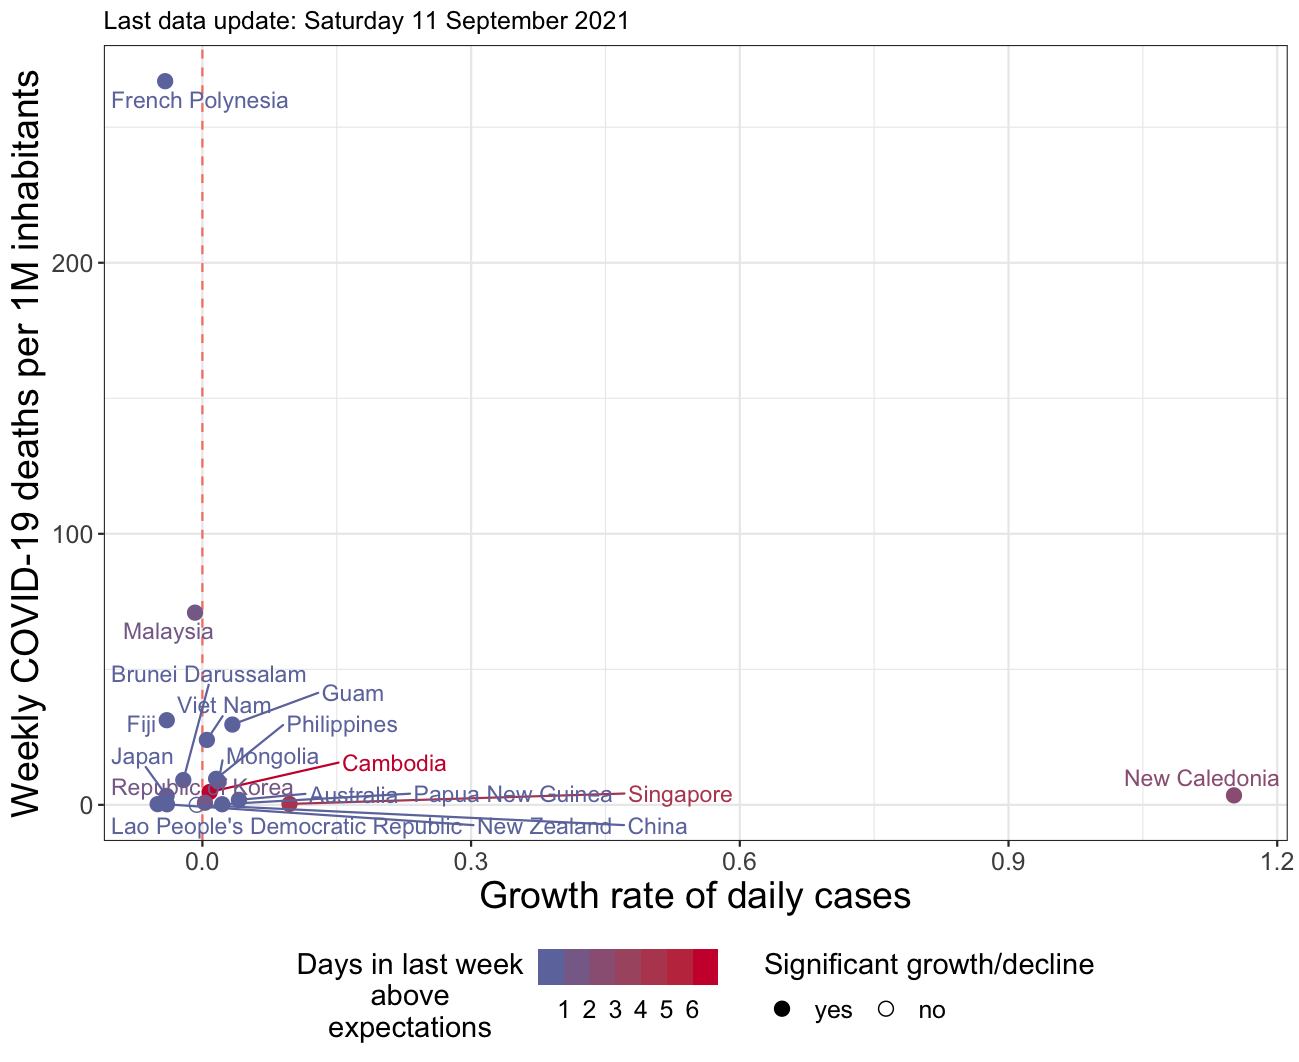 Last data update: Saturday 11 September 2021
Weekly COVID-19 deaths per 1M inhabitants
200
100
0
French Polynesia
Malaysia
Brunei Darussalam
Guam
Viet Nam
Fiji
Philippines
Japan
Mongolia
Cambodia
New Caledonia
Republic of Korea
Australia
Papua New Guinea
Singapore
Lao People's Democratic Republic
New Zealand
China
0.0
0.3
0.6
0.9
1.2
Growth rate of daily cases
Days in last week
above
expectations
1 2 3 4 5 6
Significant growth/decline
yes
no